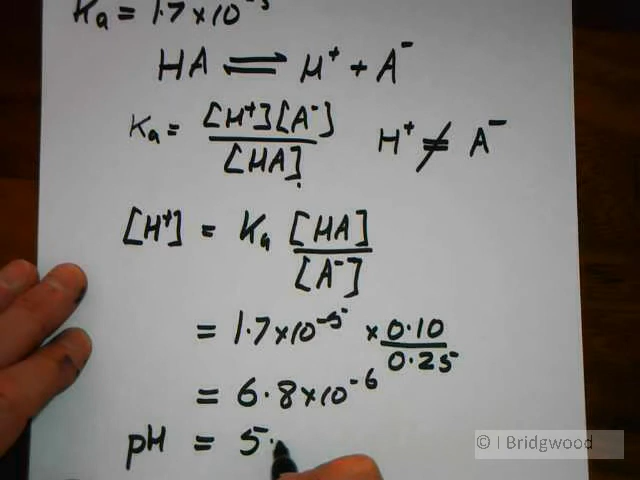 Ka = 1.7×10⁻⁵
HA ⇌ H⁺ + A⁻
Ka = [H⁺][A⁻] / [HA] H⁺ ≠ A⁻
[H⁺] = Ka [HA] / [A⁻]
= 1.7×10⁻⁵ × 0.10 / 0.25
= 6.8×10⁻⁶
pH = 5.
© I Bridgwood